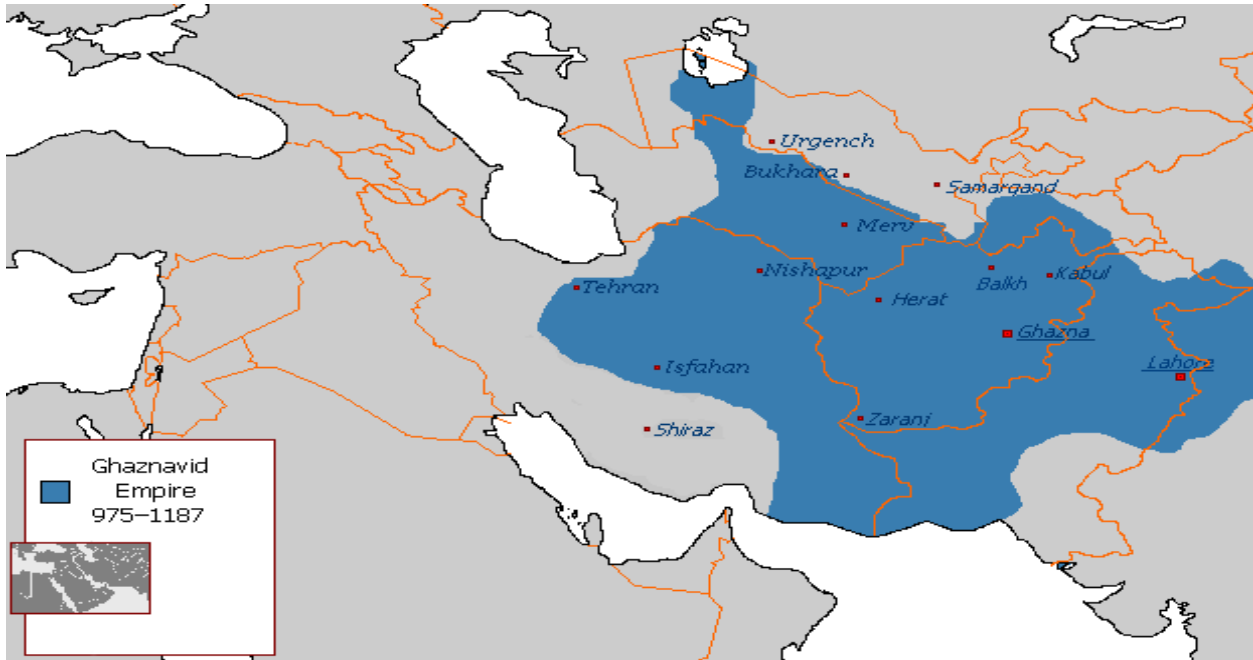 Urgench
Bukhara
Samarqand
Merv
Nishapur
Tehran
Herat
Balkh
Kabul
Ghazna
Lahore
Isfahan
Zaranj
Shiraz
Ghaznavid
Empire
975–1187